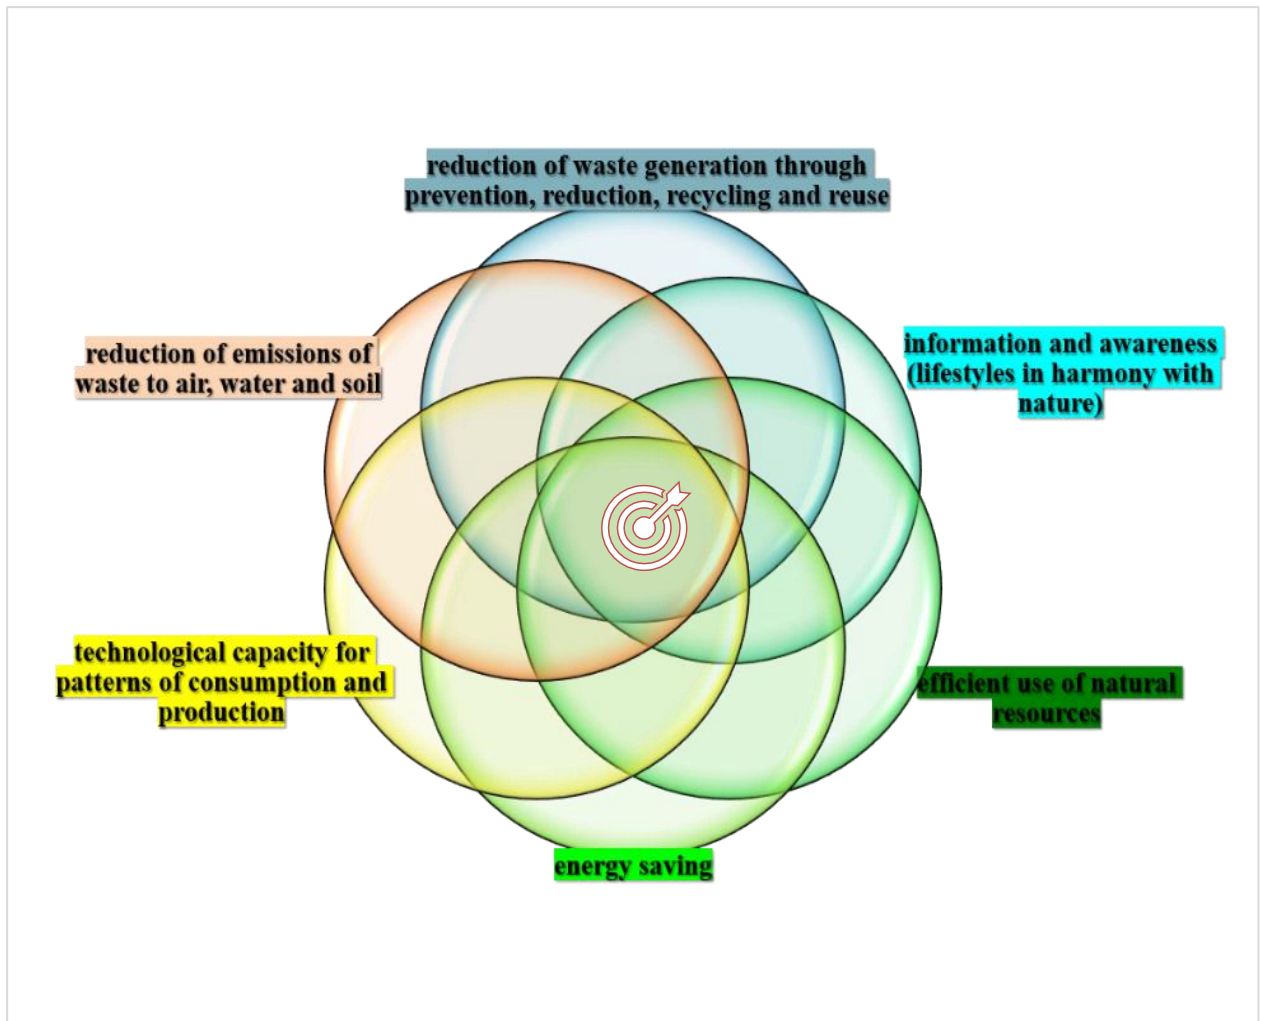 reduction of waste generation through
prevention, reduction, recycling and reuse
reduction of emissions of
waste to air, water and soil
information and awareness
(lifestyles in harmony with
nature)
technological capacity for
patterns of consumption and
production
efficient use of natural
resources
energy saving